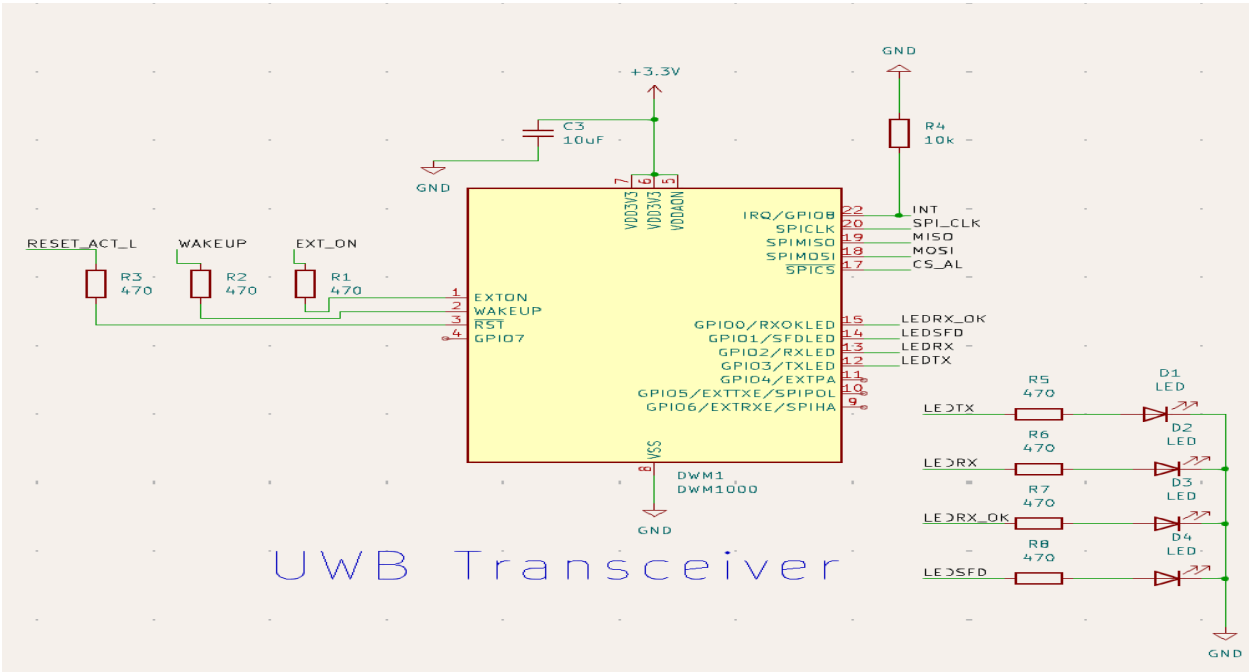 GND
+3.3V
C3
10uF
R4
10k
GND
7
6
5
VDD3V3
VDD3V3
VDDAON
IRQ/GPIO8
22
INT
SPICLK
20
SPI_CLK
SPIMISO
19
MISO
SPIMOSI
18
MOSI
SPICS
17
CS_AL
RESET_ACT_L
WAKEUP
EXT_ON
R3
470
R2
470
R1
470
1
EXTON
2
WAKEUP
3
RST
4
GPIO7
GPIO0/RXOKLED
15
LEDRX_OK
GPIO1/SFDLED
14
LEDSFD
GPIO2/RXLED
13
LEDRX
GPIO3/TXLED
12
LEDTX
GPIO4/EXTPA
11
GPIO5/EXTTXE/SPIPOL
10
GPIO6/EXTRXE/SPIHA
9
VSS
8
DWM1
DWM1000
GND
LEDTX
R5
470
D1
LED
LEDRX
R6
470
D2
LED
LEDRX_OK
R7
470
D3
LED
LEDSFD
R8
470
D4
LED
GND
UWB Transceiver